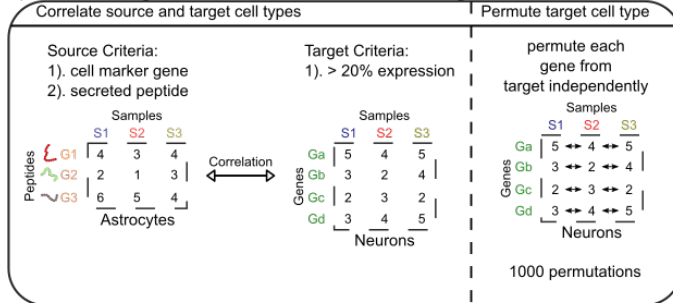 Correlate source and target cell types
Permute target cell type
Source Criteria:
1). cell marker gene
2). secreted peptide
Target Criteria:
1). > 20% expression
permute each
gene from
target independently
Samples
S1 S2 S3
Peptides
G1 4 3 4
G2 2 1 3
G3 6 5 4
Astrocytes
Correlation
Samples
S1 S2 S3
Genes
Ga 5 4 5
Gb 3 2 4
Gc 2 3 2
Gd 3 4 5
Neurons
Samples
S1 S2 S3
Genes
Ga 5 4 5
Gb 3 2 4
Gc 2 3 2
Gd 3 4 5
Neurons
1000 permutations